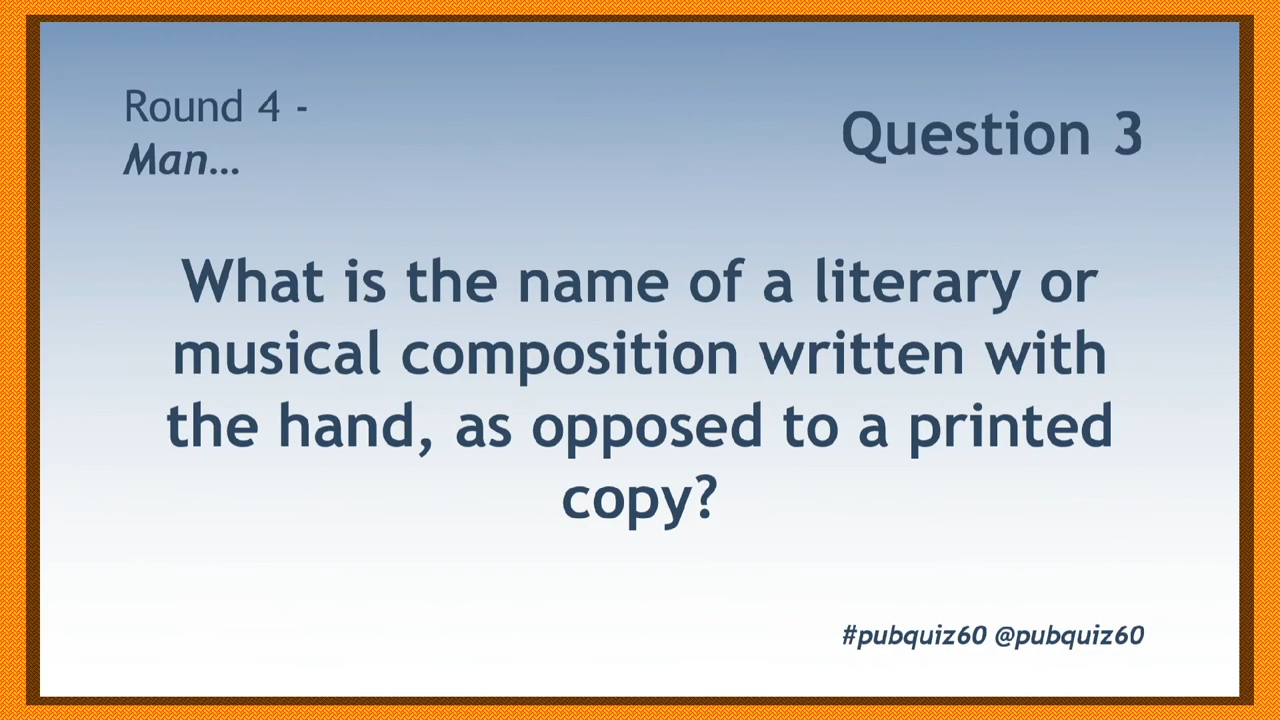 Round 4 -
Man…
Question 3
What is the name of a literary or
musical composition written with
the hand, as opposed to a printed
copy?
#pubquiz60 @pubquiz60